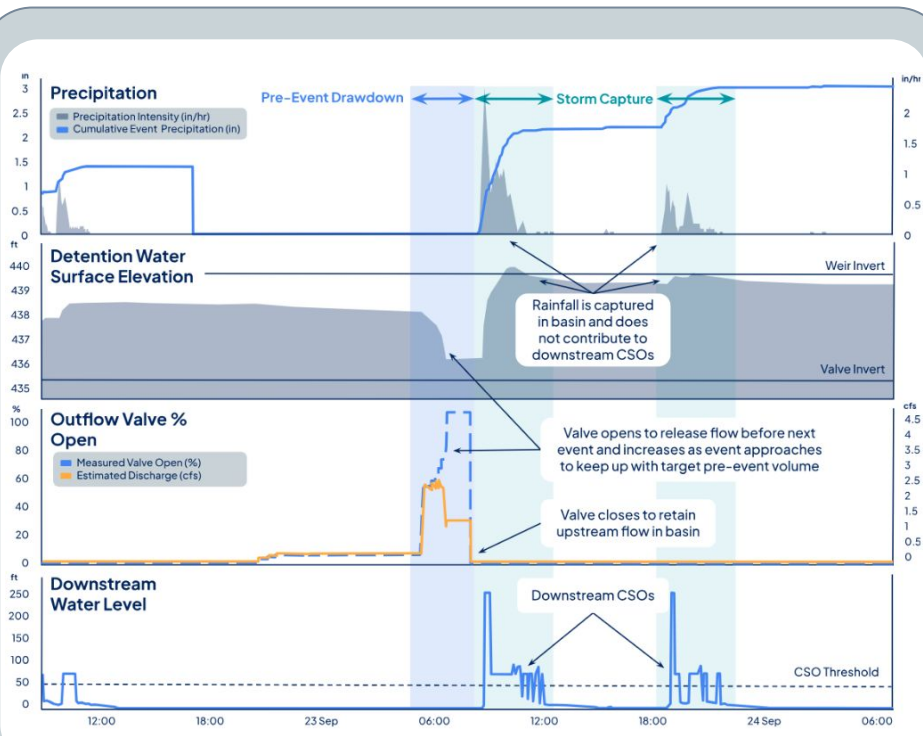 in
in/hr
Precipitation
Precipitation Intensity (in/hr)
Cumulative Event Precipitation (in)
Pre-Event Drawdown
Storm Capture
3
2.5
2
1.5
1
0.5
0
2
1.5
1
0.5
0
ft
Detention Water
Surface Elevation
Weir Invert
Rainfall is captured
in basin and does
not contribute to
downstream CSOs
Valve Invert
440
439
438
437
436
435
%
cfs
Outflow Valve %
Open
Measured Valve Open (%)
Estimated Discharge (cfs)
Valve opens to release flow before next
event and increases as event approaches
to keep up with target pre-event volume
Valve closes to retain
upstream flow in basin
100
80
60
40
20
0
4.5
4
3.5
3
2.5
2
1.5
1
0.5
0
ft
Downstream
Water Level
Downstream CSOs
CSO Threshold
250
200
150
100
50
0
12:00
18:00
23 Sep
06:00
12:00
18:00
24 Sep
06:00